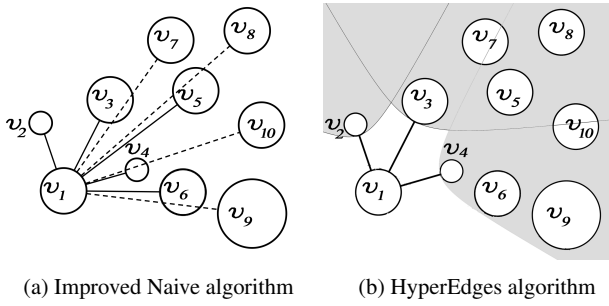 v7 v8 v7 v8
v3 v5 v3 v5
v2 v10 v2 v10
v4 v4
v1 v6 v1 v6
v9 v9
(a) Improved Naive algorithm (b) HyperEdges algorithm